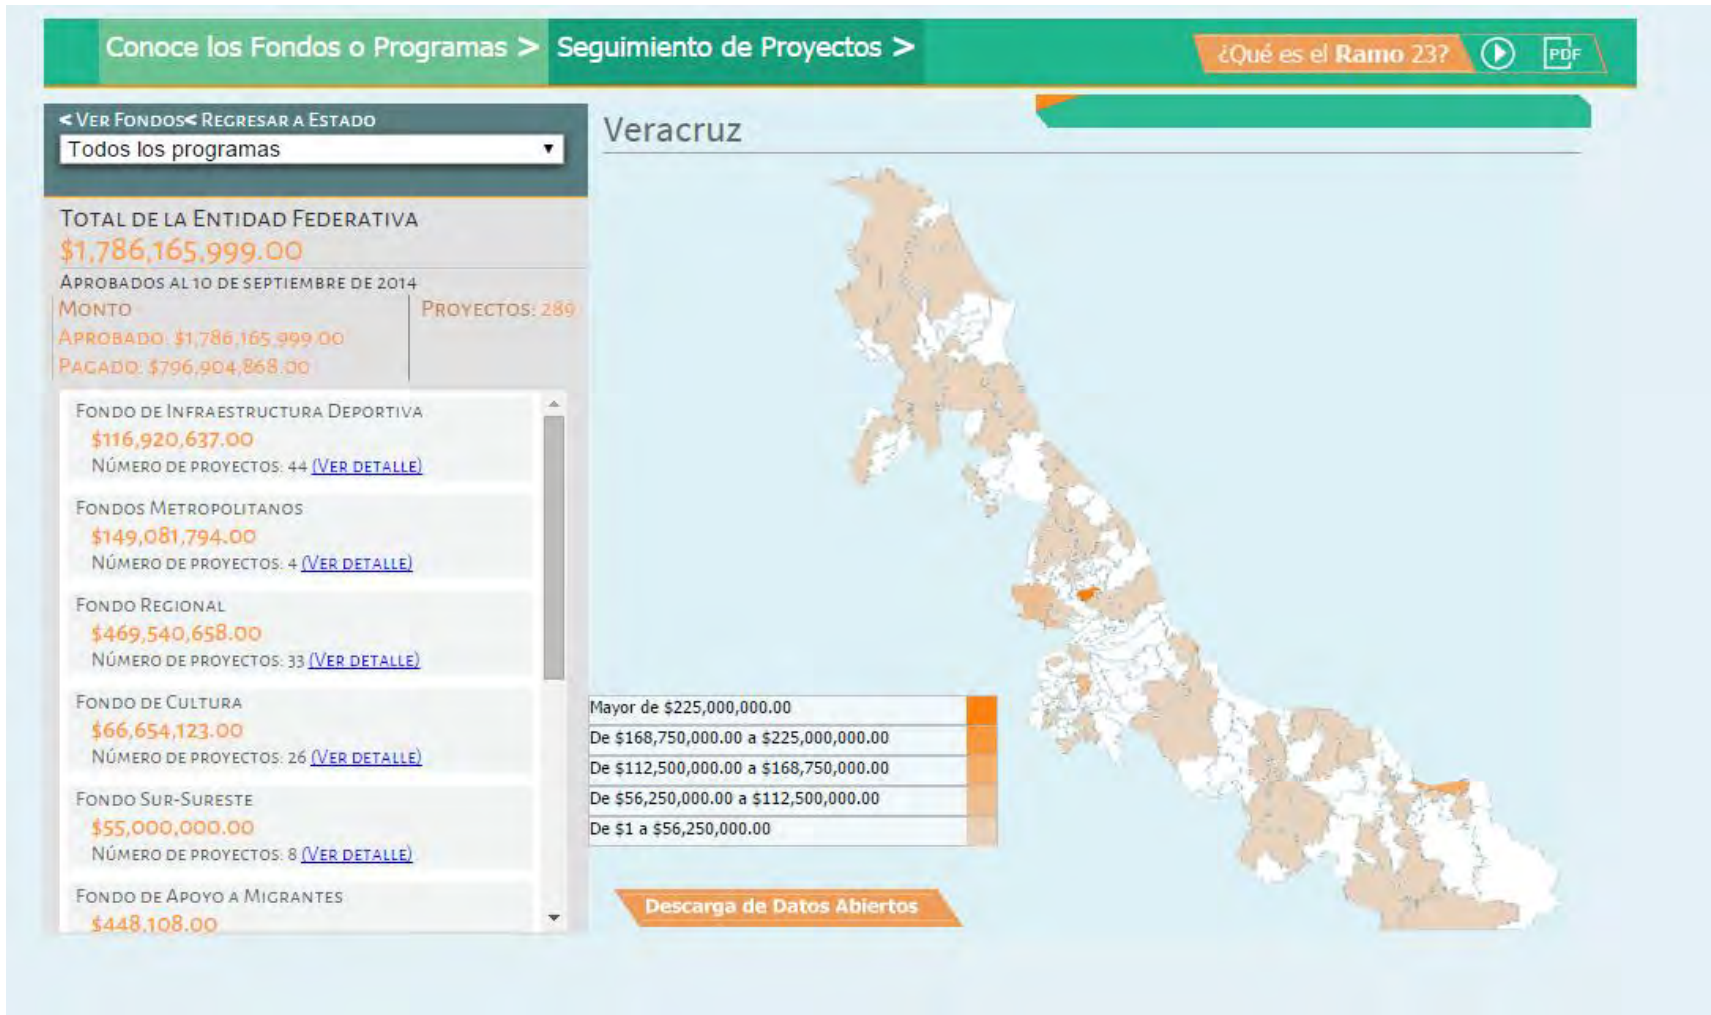 Conoce los Fondos o Programas > Seguimiento de Proyectos >
¿Qué es el Ramo 23?
PDF
< VER FONDOS< REGRESAR A ESTADO
Todos los programas
TOTAL DE LA ENTIDAD FEDERATIVA
$1,786,165,999.00
APROBADOS AL 10 DE SEPTIEMBRE DE 2014
MONTO
APROBADO: $1,786,165,999.00
PAGADO: $796,904,868.00
PROYECTOS: 289
FONDO DE INFRAESTRUCTURA DEPORTIVA
$116,920,637.00
NÚMERO DE PROYECTOS: 44 (VER DETALLE)
FONDOS METROPOLITANOS
$149,081,794.00
NÚMERO DE PROYECTOS: 4 (VER DETALLE)
FONDO REGIONAL
$469,540,658.00
NÚMERO DE PROYECTOS: 33 (VER DETALLE)
FONDO DE CULTURA
$66,654,123.00
NÚMERO DE PROYECTOS: 26 (VER DETALLE)
FONDO SUR-SURESTE
$55,000,000.00
NÚMERO DE PROYECTOS: 8 (VER DETALLE)
FONDO DE APOYO A MIGRANTES
$448,108.00
Veracruz
Mayor de $225,000,000.00
De $168,750,000.00 a $225,000,000.00
De $112,500,000.00 a $168,750,000.00
De $56,250,000.00 a $112,500,000.00
De $1 a $56,250,000.00
Descarga de Datos Abiertos